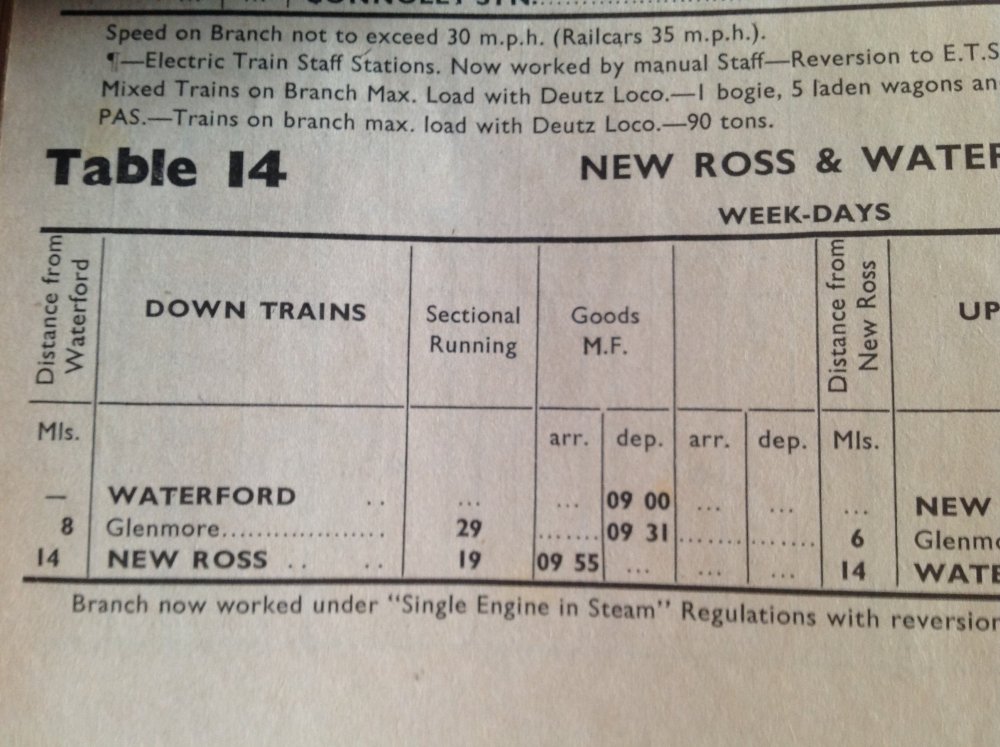 CONNOLLY STN.
Speed on Branch not to exceed 30 m.p.h. (Railcars 35 m.p.h.).
¶—Electric Train Staff Stations. Now worked by manual Staff—Reversion to E.T.S
Mixed Trains on Branch Max. Load with Deutz Loco.—1 bogie, 5 laden wagons an
PAS.—Trains on branch max. load with Deutz Loco.—90 tons.
Table 14 NEW ROSS & WATER
WEEK-DAYS
Distance from Waterford DOWN TRAINS Sectional Running Goods M.F. Distance from New Ross UP
Mls. arr. dep. arr. dep. Mls.
— WATERFORD .. ... ... 09 00 ... ... ... NEW
8 Glenmore.................. 29 ....... 09 31 ....... ....... 6 Glenmo
14 NEW ROSS .. .. 19 09 55 ... ... ... 14 WATE
Branch now worked under "Single Engine in Steam" Regulations with reversion